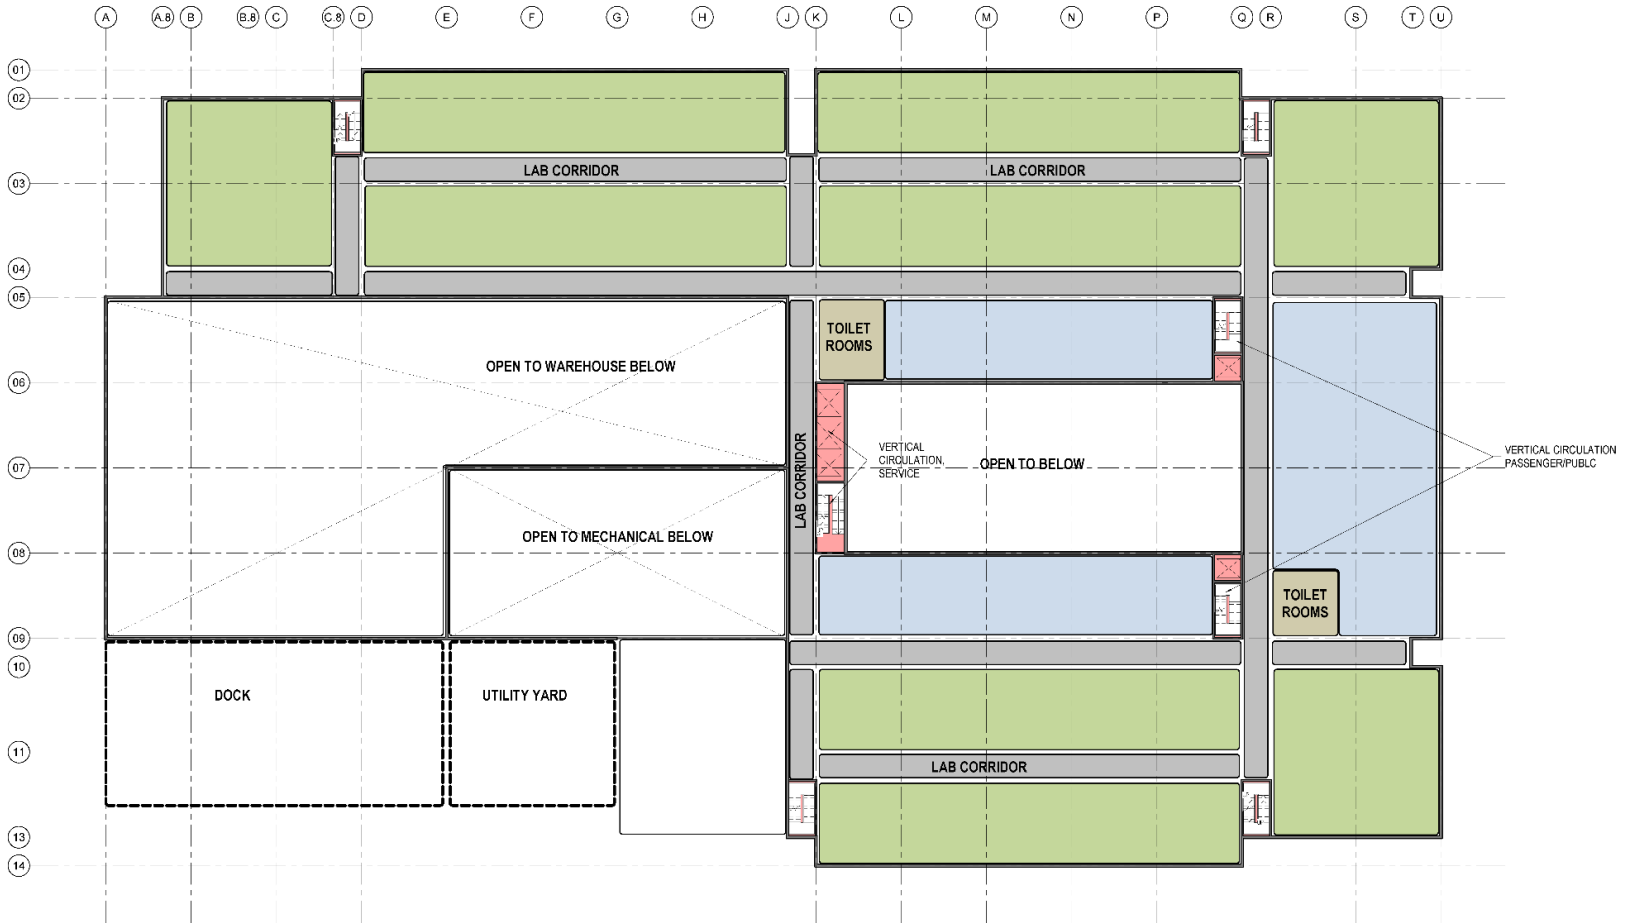 A A.8 B B.8 C C.8 D E F G H J K L M N P Q R S T U
01
02
LAB CORRIDOR LAB CORRIDOR
03
04
05
TOILET
ROOMS
OPEN TO WAREHOUSE BELOW
06
VERTICAL
CIRCULATION,
SERVICE
OPEN TO BELOW
VERTICAL CIRCULATION
PASSENGER/PUBLC
07
LAB CORRIDOR
OPEN TO MECHANICAL BELOW
08
TOILET
ROOMS
09
10
DOCK
UTILITY YARD
11
LAB CORRIDOR
13
14